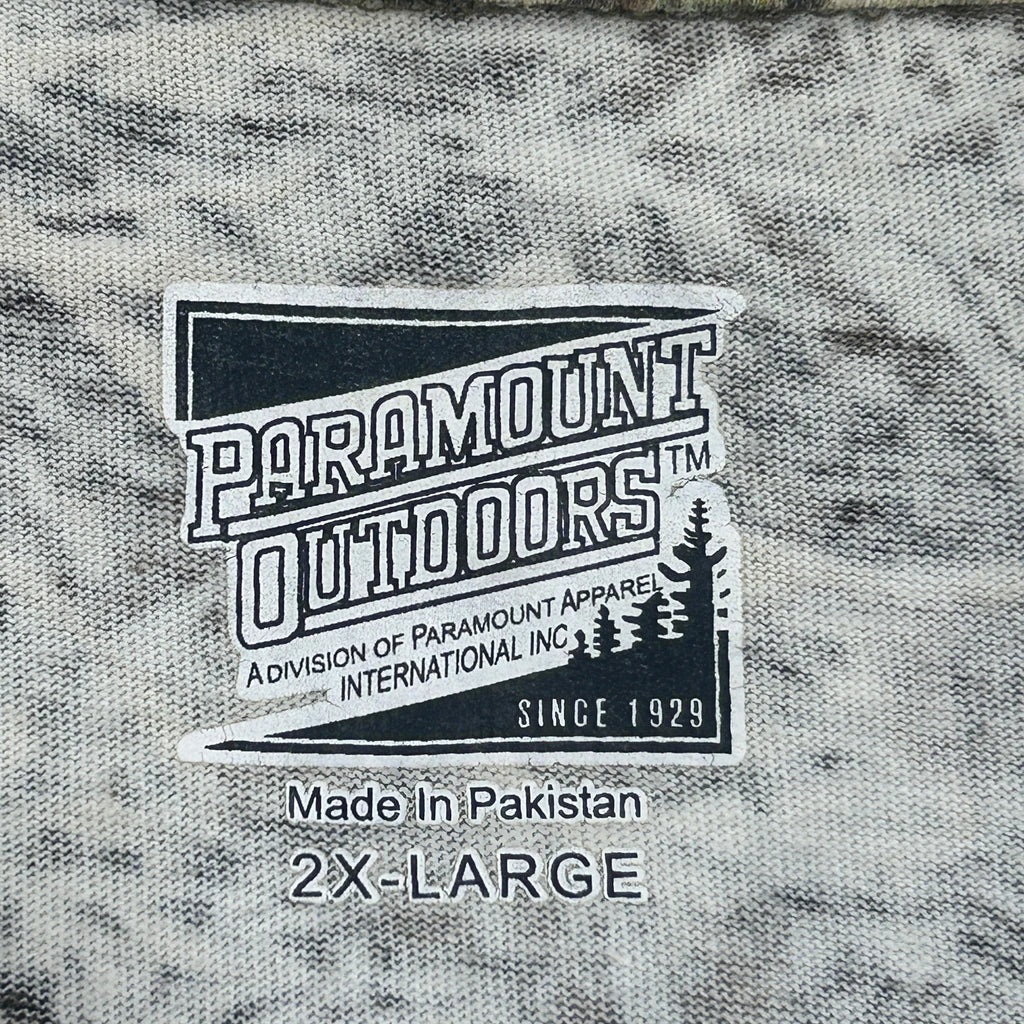 PARAMOUNT
OUTDOORS™
A DIVISION OF PARAMOUNT APPAREL
INTERNATIONAL INC
SINCE 1929
Made In Pakistan
2X-LARGE